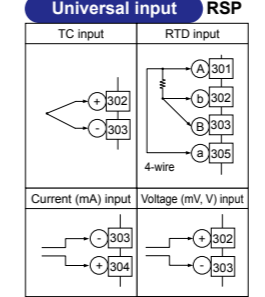 Universal input RSP
TC input RTD input
A 301
+ 302 b 302
- 303 B 303
a 305
4-wire
Current (mA) input Voltage (mV, V) input
- 303 + 302
+ 304 - 303